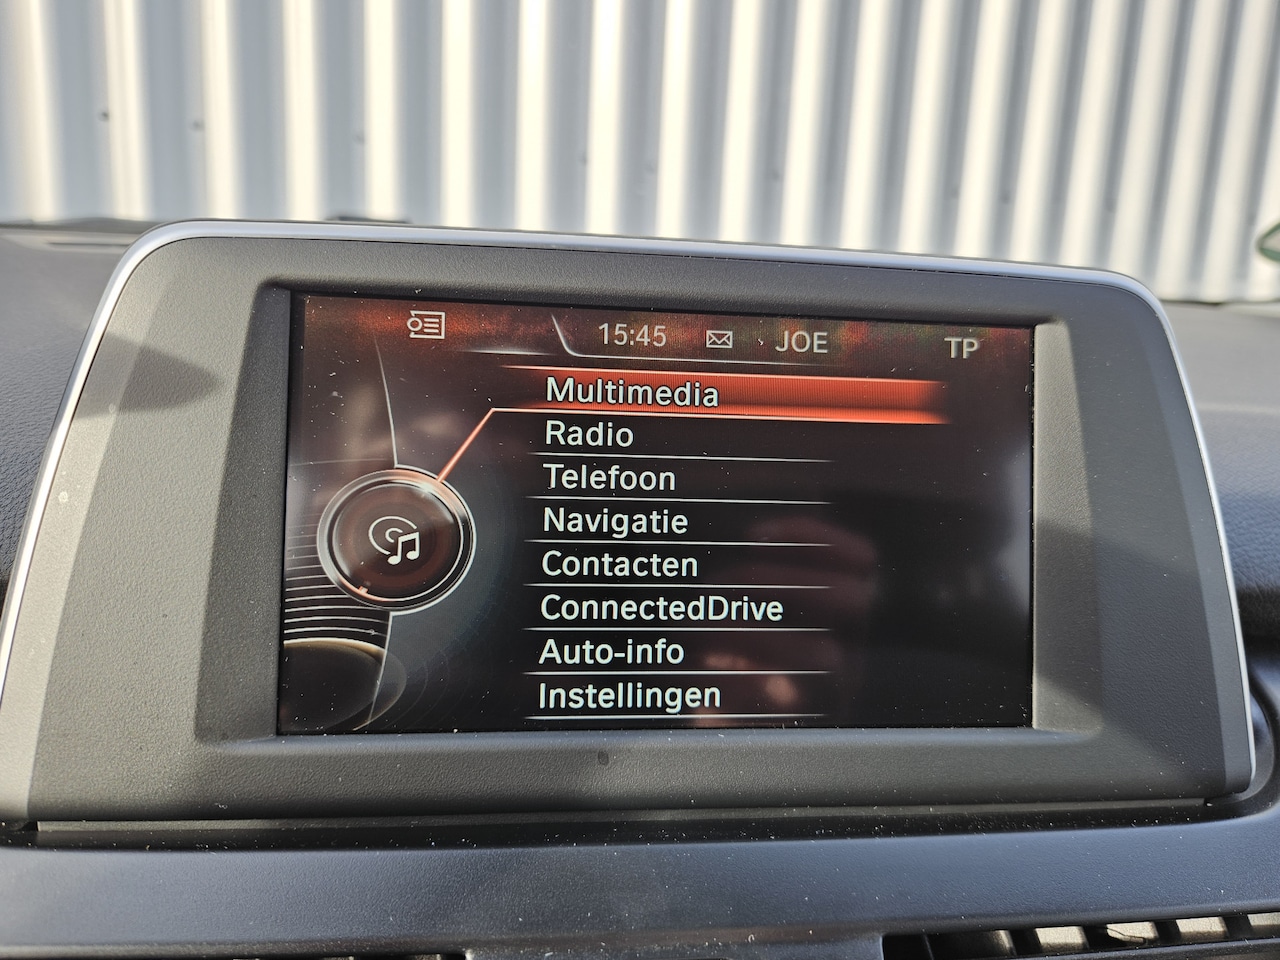 15:45 JOE TP
Multimedia
Radio
Telefoon
Navigatie
Contacten
ConnectedDrive
Auto-info
Instellingen